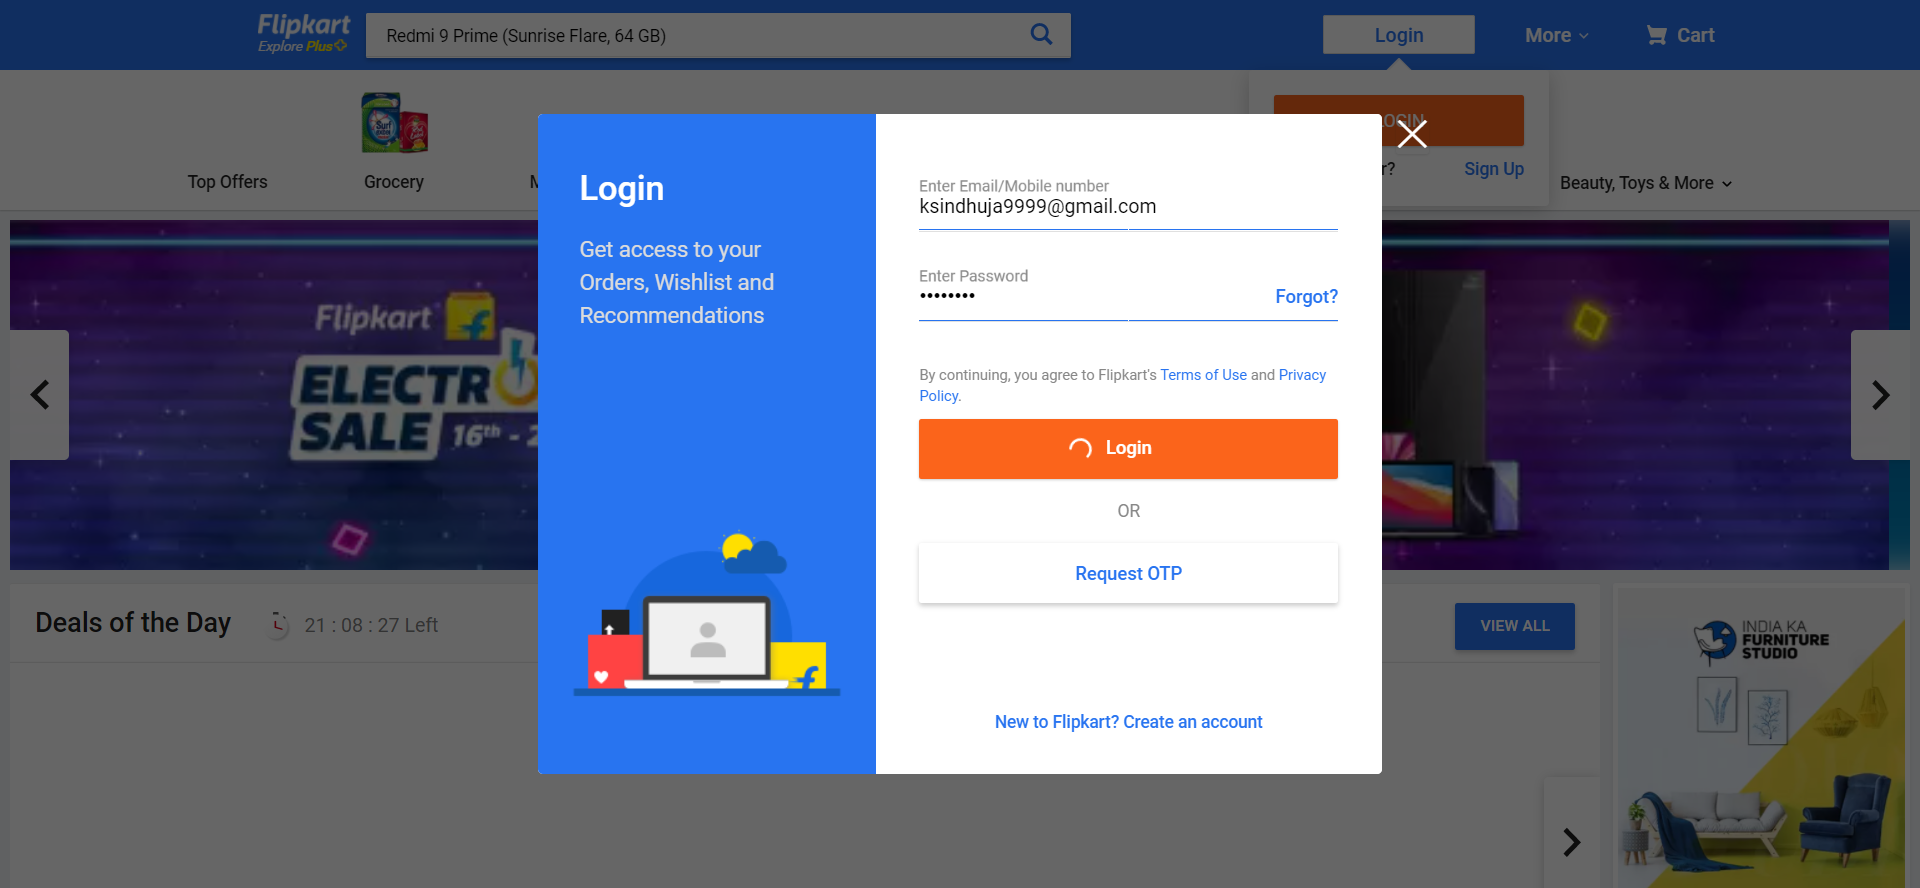 Flipkart
Explore Plus
Redmi 9 Prime (Sunrise Flare, 64 GB)
Login
More
Cart
LOGIN
r?
Sign Up
Surf
Top Offers
Grocery
M
Beauty, Toys & More
Flipkart
ELECTR
SALE 16th - 2
Login
Get access to your
Orders, Wishlist and
Recommendations
Enter Email/Mobile number
ksindhuja9999@gmail.com
Enter Password
••••••••
Forgot?
By continuing, you agree to Flipkart's Terms of Use and Privacy
Policy.
Login
OR
Request OTP
New to Flipkart? Create an account
Deals of the Day
21 : 08 : 27 Left
VIEW ALL
INDIA KA
FURNITURE
STUDIO